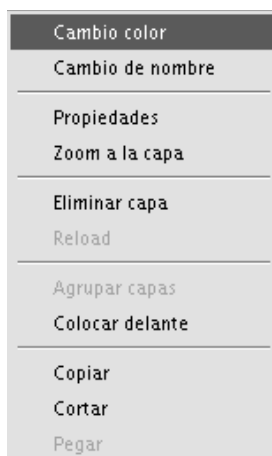 Cambio color
Cambio de nombre
Propiedades
Zoom a la capa
Eliminar capa
Reload
Agrupar capas
Colocar delante
Copiar
Cortar
Pegar